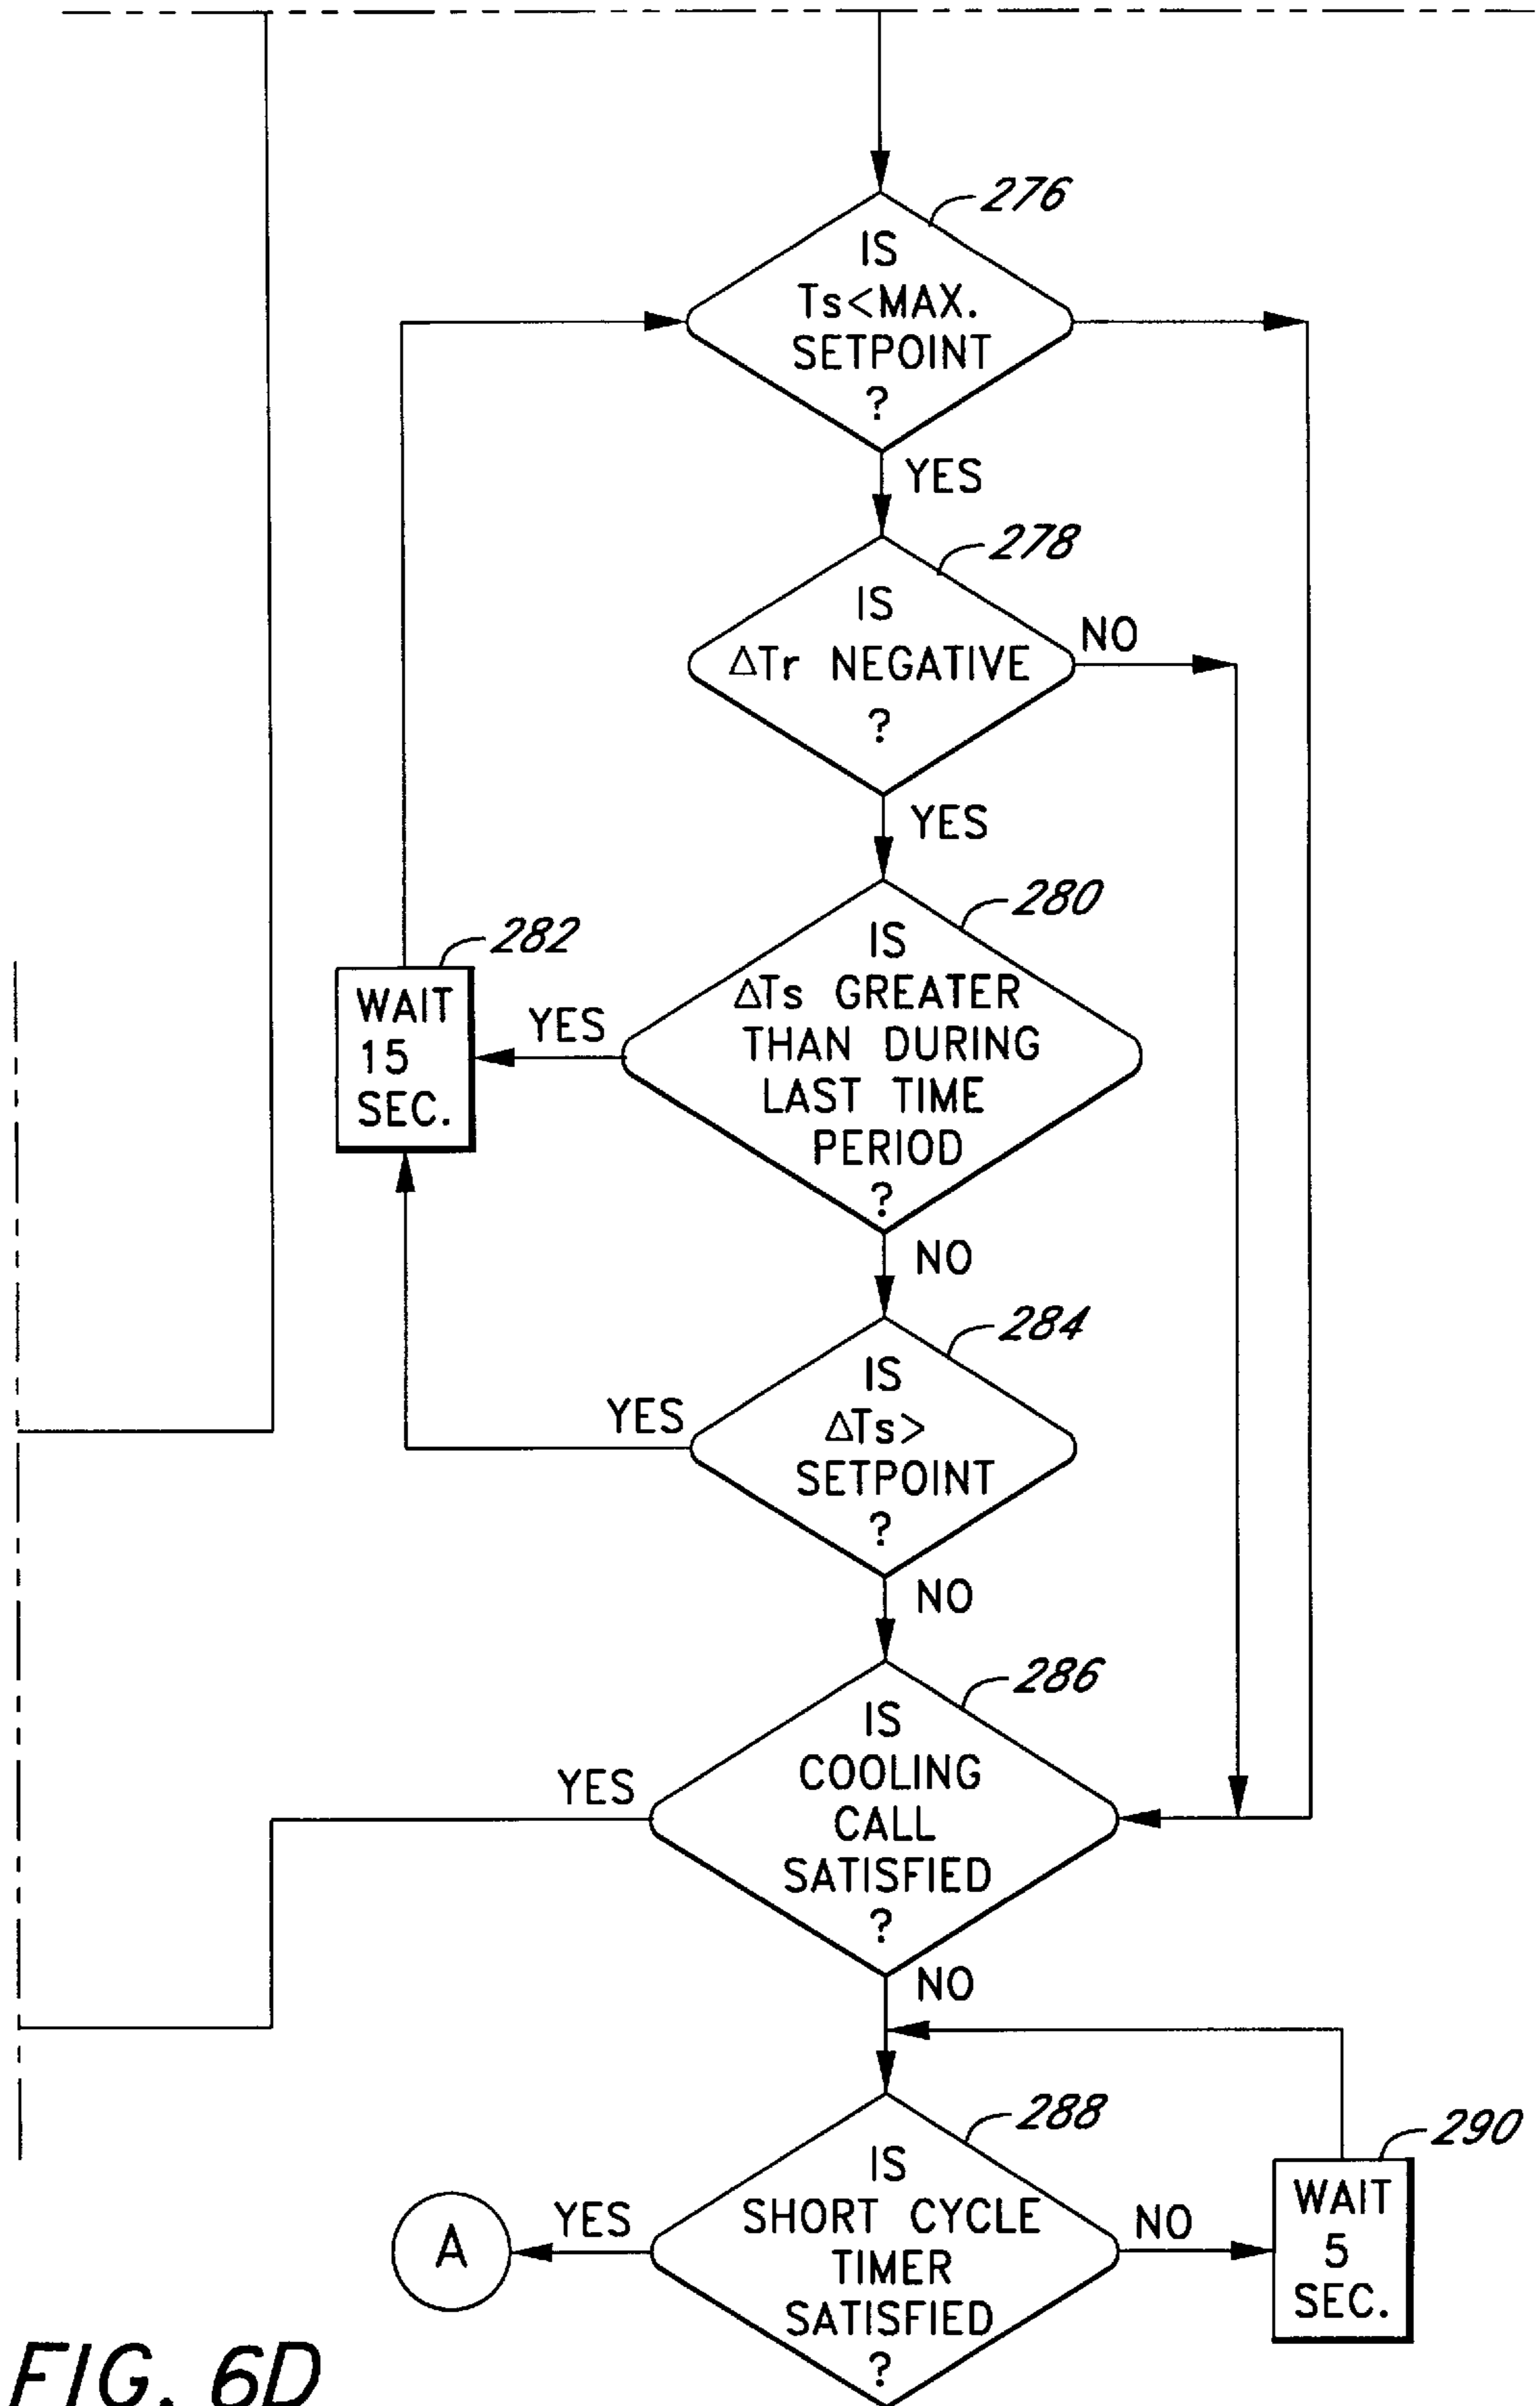 276
IS
Ts<MAX.
SETPOINT
?
YES
278
IS
ΔTr NEGATIVE
?
NO
YES
280
IS
ΔTs GREATER
THAN DURING
LAST TIME
PERIOD
?
YES
282
WAIT
15
SEC.
NO
284
IS
ΔTs>
SETPOINT
?
YES
NO
286
IS
COOLING
CALL
SATISFIED
?
YES
NO
288
IS
SHORT CYCLE
TIMER
SATISFIED
?
YES
A
NO
290
WAIT
5
SEC.
FIG. 6D